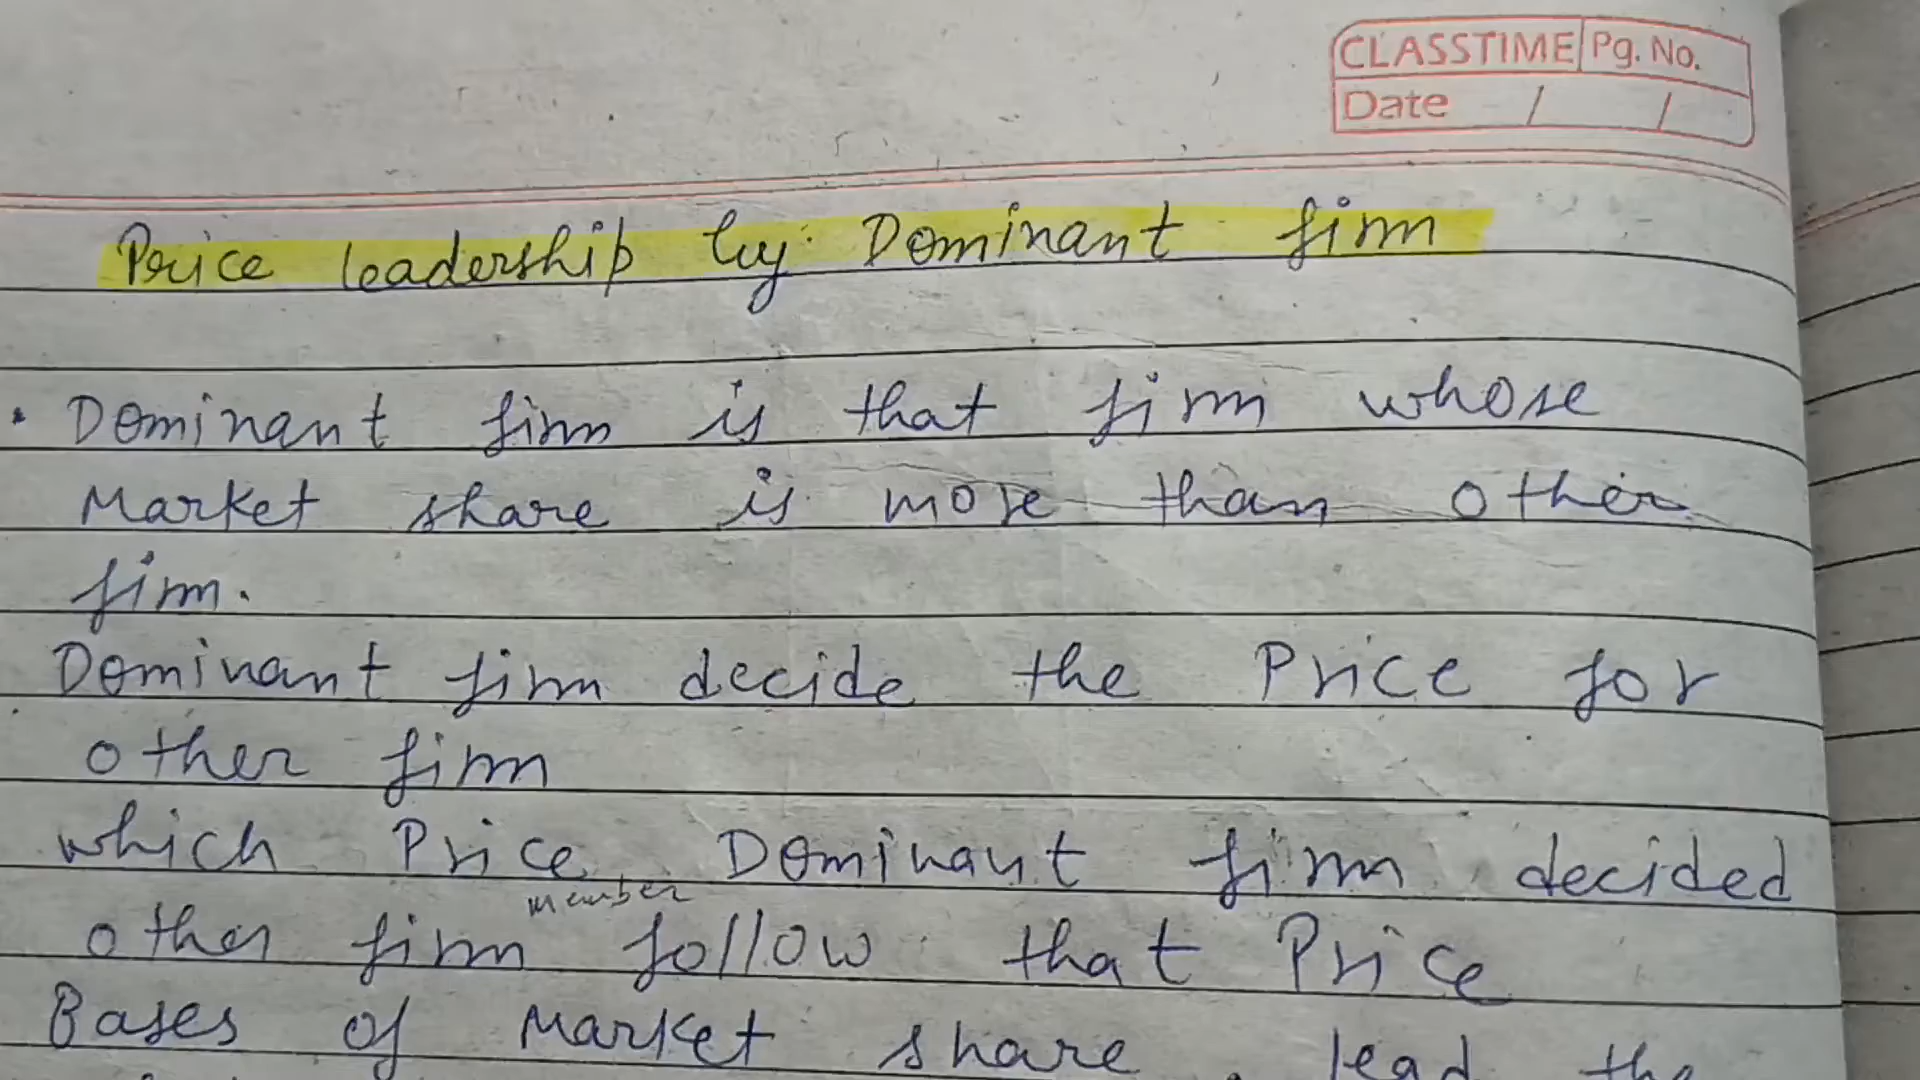 CLASSTIME Pg. No.
Date / /
Price leadership by Dominant firm
• Dominant firm is that firm whose
Market share is more than other
firm.
Dominant firm decide the Price for
other firm
which Price Dominant firm decided
member
other firm follow that Price
Bases of Market share, lead the